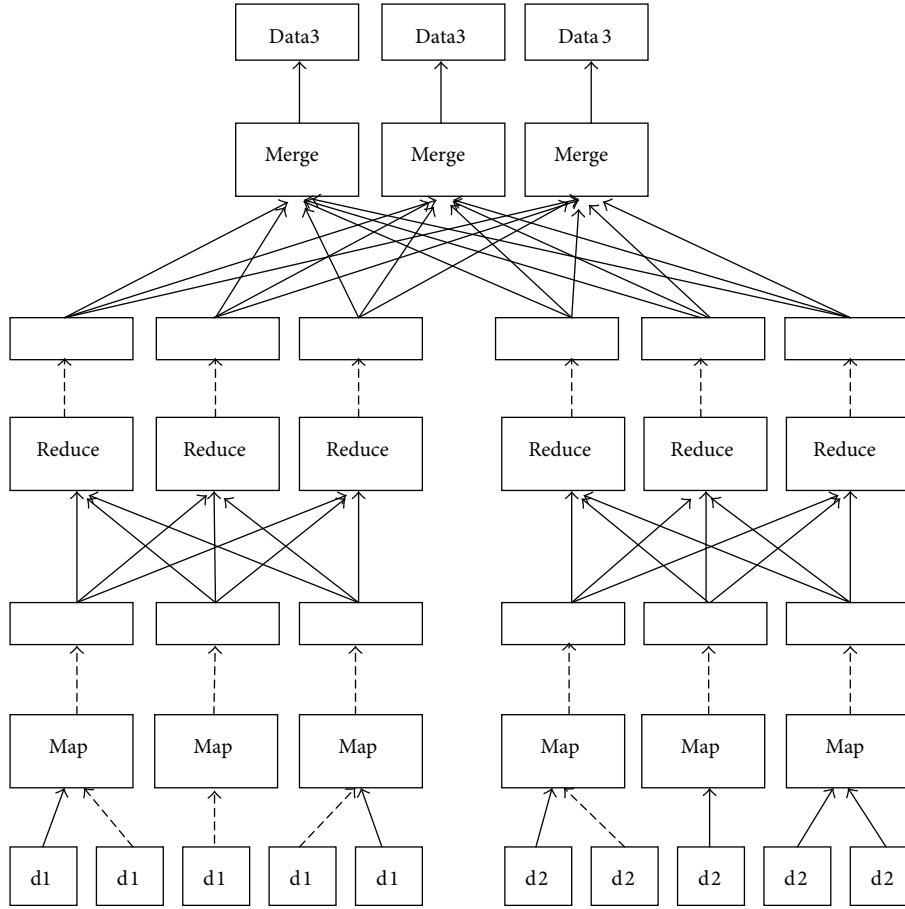 Data3 Data3 Data 3
Merge Merge Merge
Reduce Reduce Reduce Reduce Reduce Reduce
Map Map Map Map Map Map
d1 d1 d1 d1 d1 d2 d2 d2 d2 d2